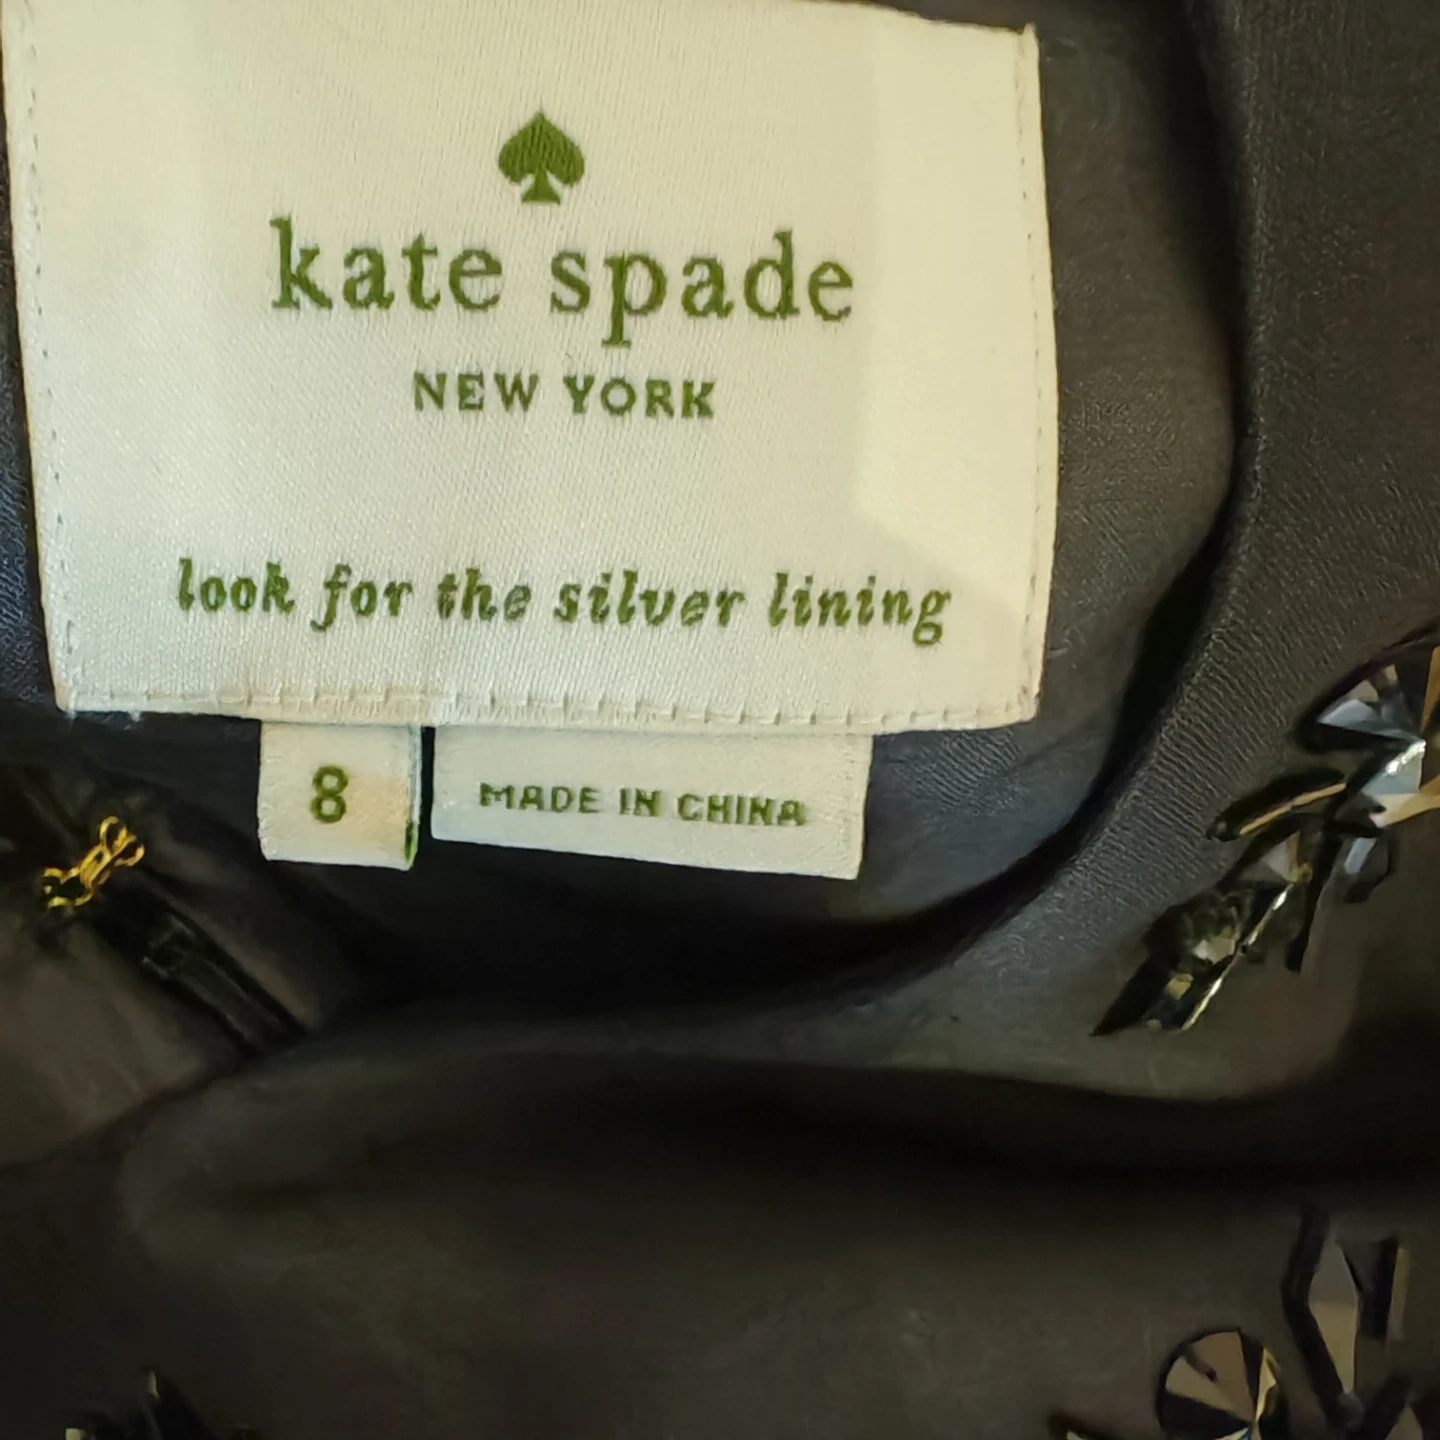 kate spade
NEW YORK
look for the silver lining
8
MADE IN CHINA